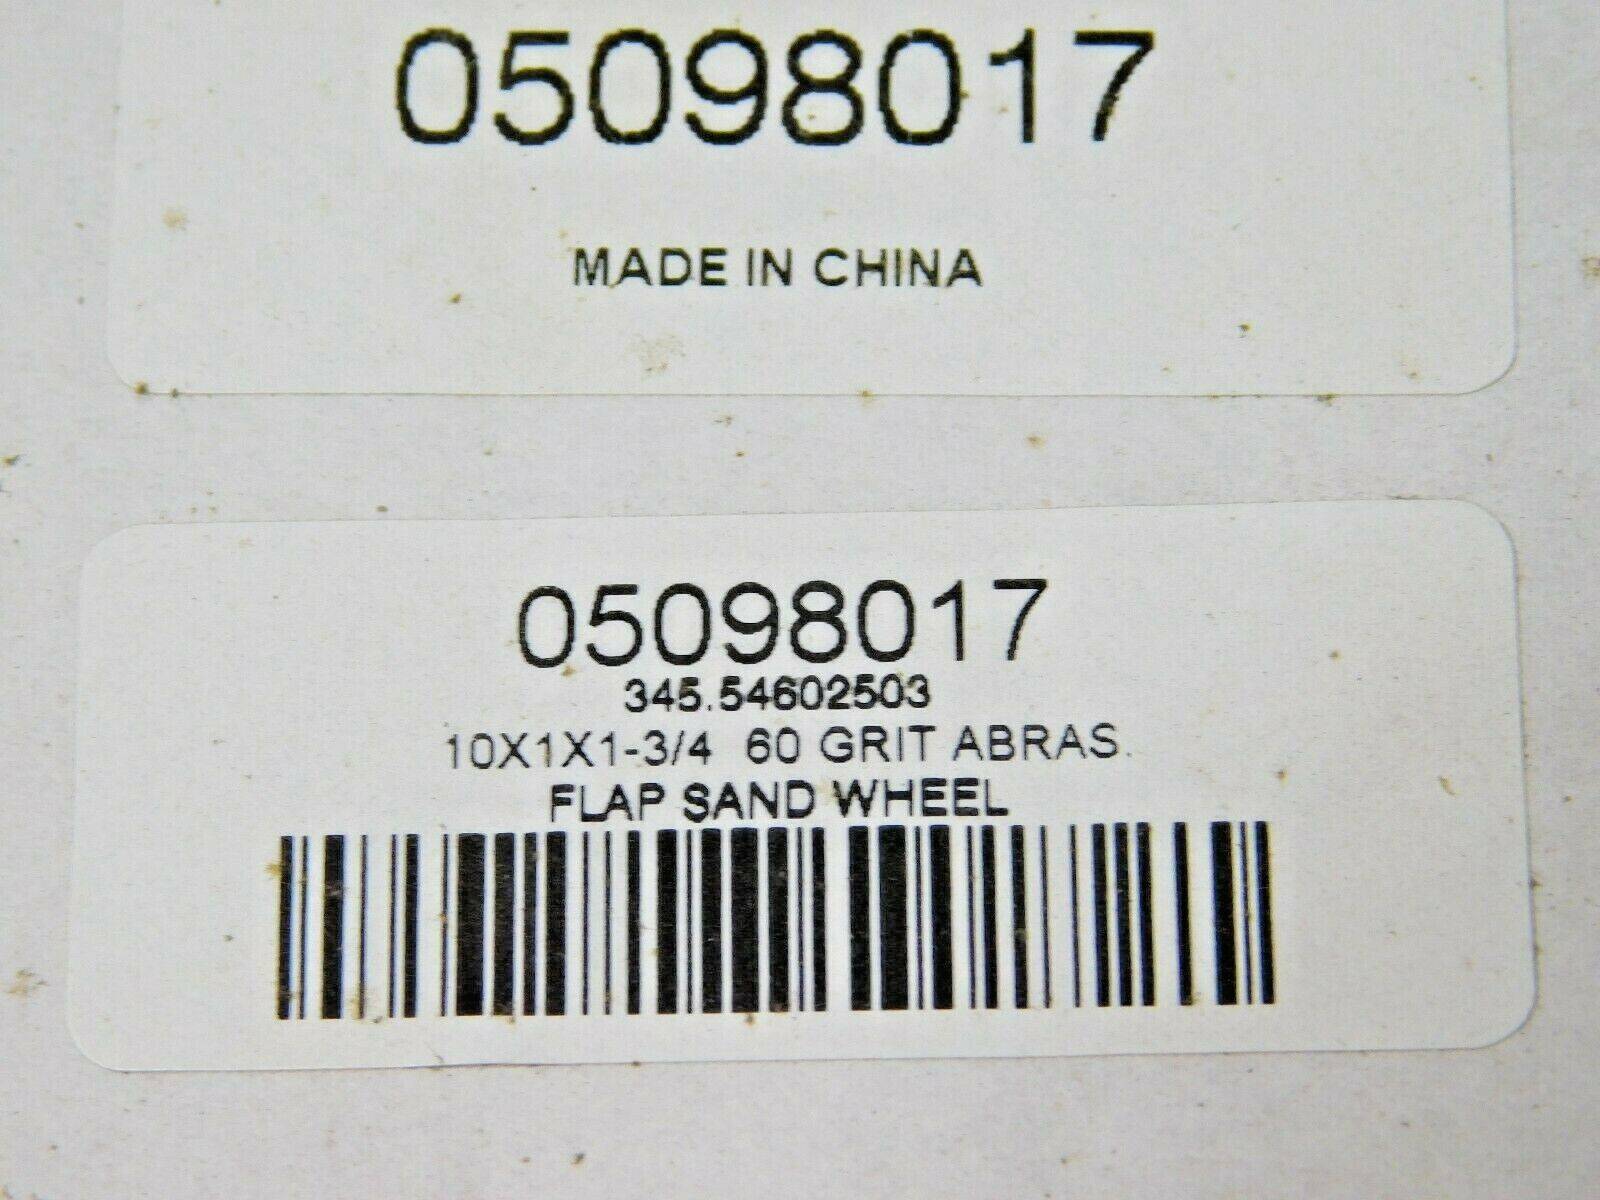 05098017
MADE IN CHINA
05098017
345.54602503
10X1X1-3/4 60 GRIT ABRAS.
FLAP SAND WHEEL